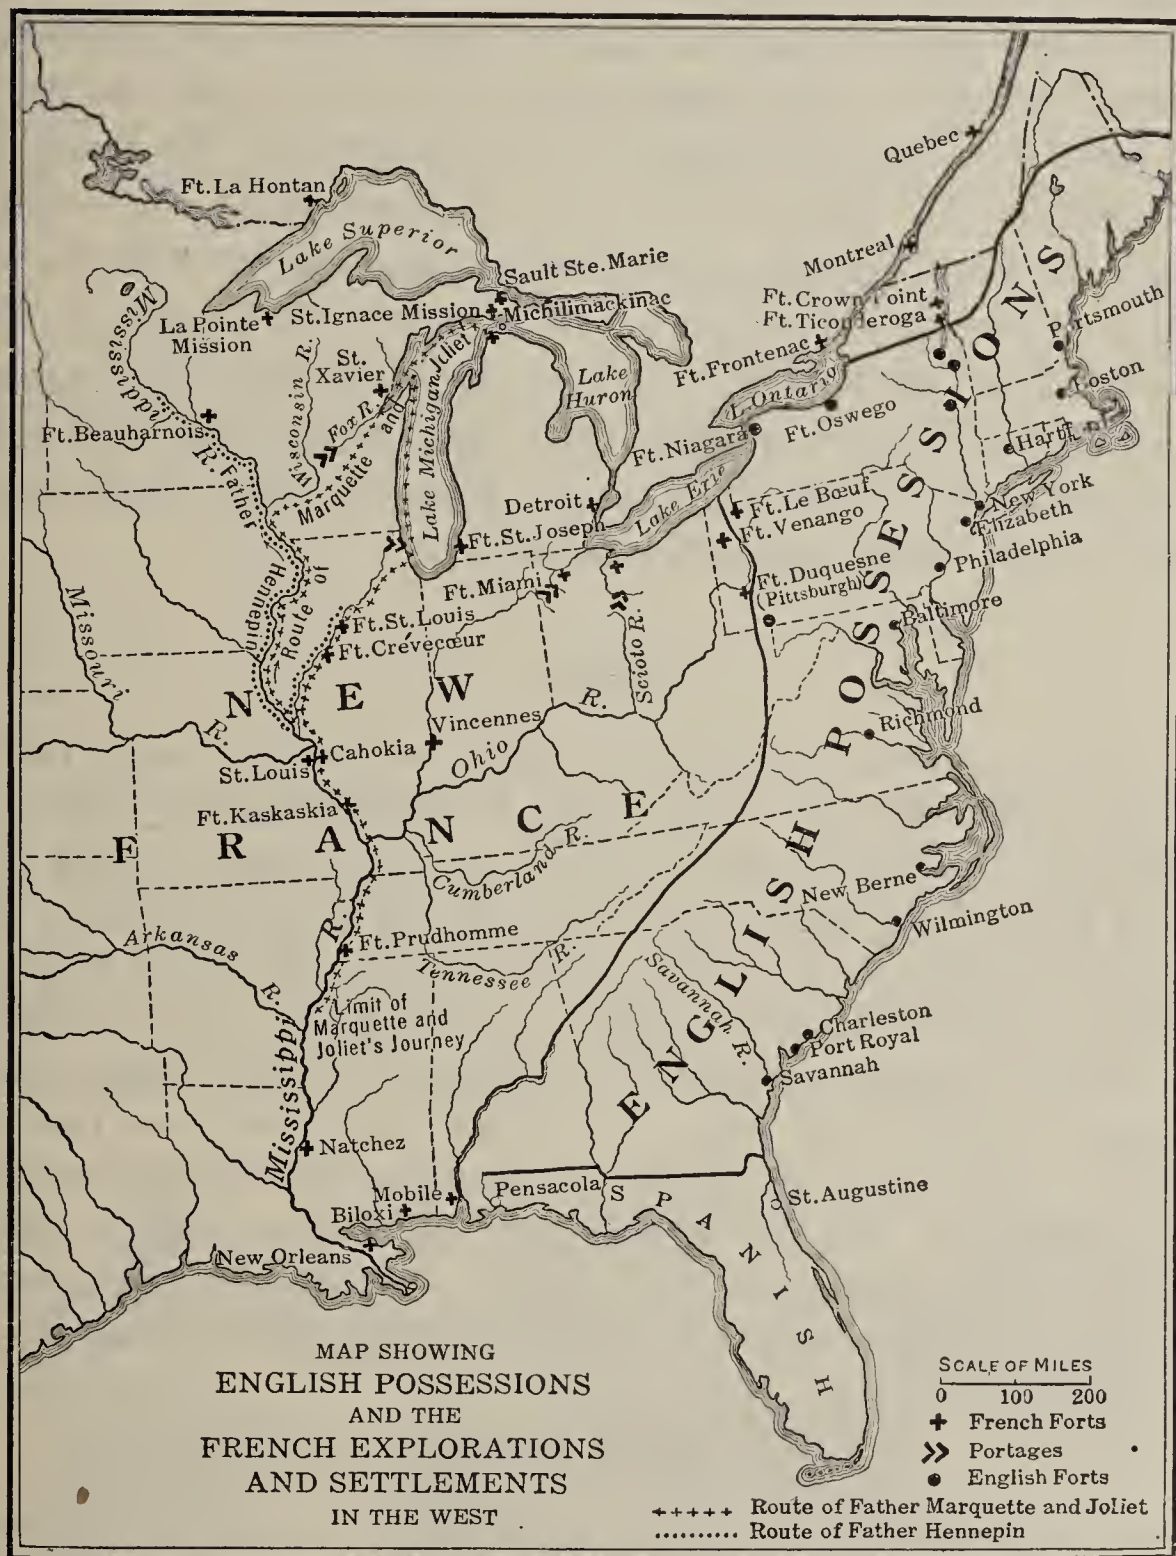 Quebec
Ft. La Hontan
Lake Superior
Montreal
Sault Ste. Marie
Ft. Crown Point
St. Ignace Mission
Michilimackinac
Ft. Ticonderoga
La Pointe
Mission
Mississippi R.
Portsmouth
St.
Xavier
Wisconsin R.
Fox R.
Marquette and Joliet
Route of
Lake Michigan
Lake
Huron
Ft. Frontenac
L. Ontario
Boston
Ft. Oswego
Ft. Beauharnois
Ft. Niagara
Hartf
Father Hennepin
Detroit
Lake Erie
Ft. Le Bœuf
New York
Ft. Venango
Elizabeth
Ft. St. Joseph
Philadelphia
Ft. Miami
Ft. Duquesne
(Pittsburgh)
Missouri R.
Ft. St. Louis
Scioto R.
Baltimore
Ft. Crévecœur
NEW
Richmond
Vincennes
Cahokia
Ohio R.
St. Louis
Ft. Kaskaskia
FRANCE
Cumberland R.
ENGLISH POSSESSIONS
New Berne
Wilmington
Arkansas R.
Ft. Prudhomme
Tennessee R.
Savannah R.
Limit of
Marquette and
Joliet's Journey
Charleston
Port Royal
Savannah
Mississippi R.
Natchez
Mobile
Pensacola
SPANISH
St. Augustine
Biloxi
New Orleans
MAP SHOWING
ENGLISH POSSESSIONS
AND THE
FRENCH EXPLORATIONS
AND SETTLEMENTS
IN THE WEST
SCALE OF MILES
0 100 200
French Forts
Portages
English Forts
Route of Father Marquette and Joliet
Route of Father Hennepin